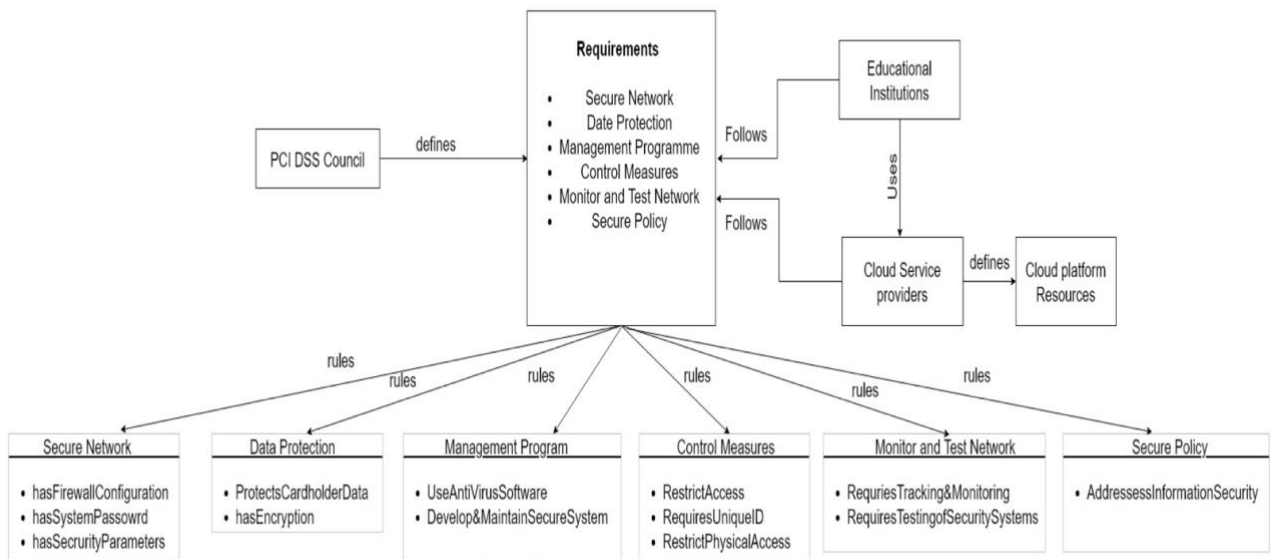 Requirements
• Secure Network
• Date Protection
• Management Programme
• Control Measures
• Monitor and Test Network
• Secure Policy
PCI DSS Council
defines
Educational
Institutions
Follows
Uses
Follows
Cloud Service
providers
defines
Cloud platform
Resources
rules
rules
rules
rules
rules
rules
Secure Network
• hasFirewallConfiguration
• hasSystemPassowrd
• hasSecrurityParameters
Data Protection
• ProtectsCardholderData
• hasEncryption
Management Program
• UseAntiVirusSoftware
• Develop&MaintainSecureSystem
Control Measures
• RestrictAccess
• RequiresUniqueID
• RestrictPhysicalAccess
Monitor and Test Network
• RequriesTracking&Monitoring
• RequiresTestingofSecuritySystems
Secure Policy
• AddressessInformationSecurity